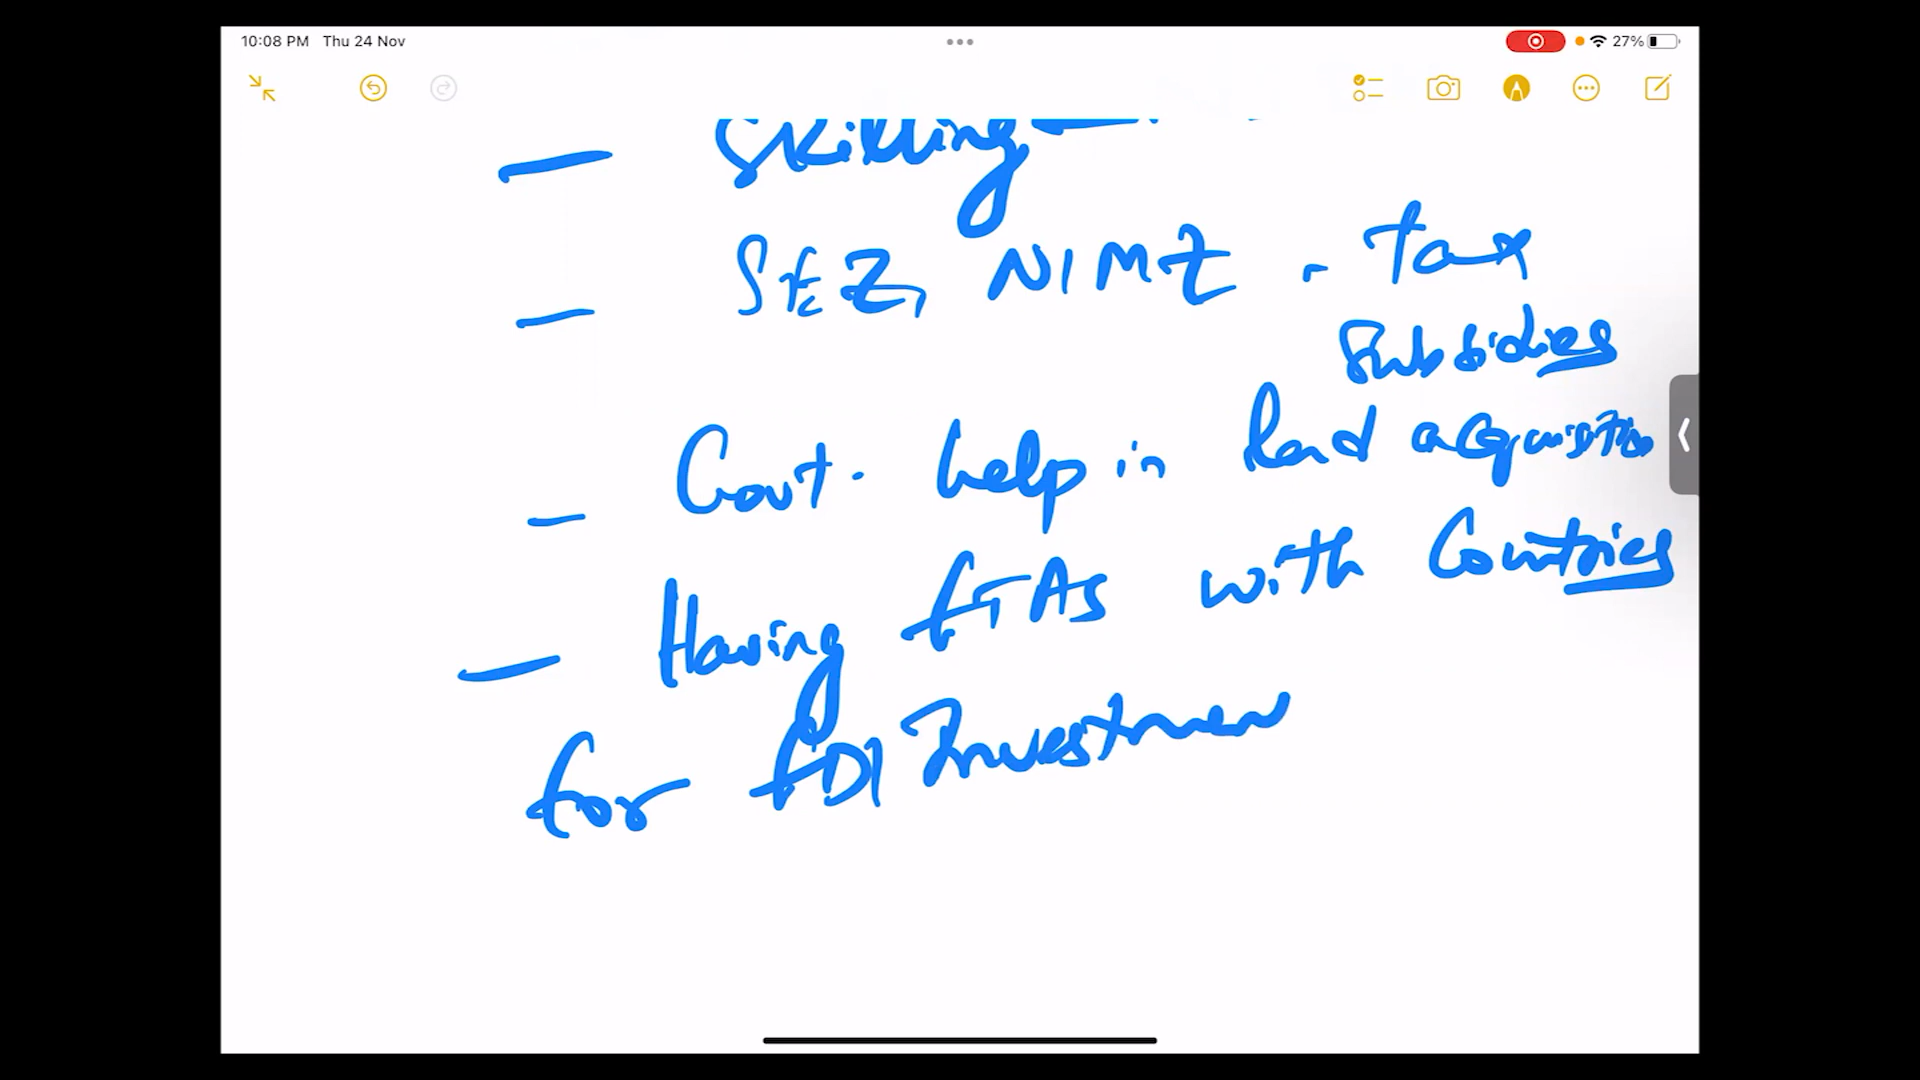 10:08 PM Thu 24 Nov
27%
— Skilling
— SEZ, NIMZ - Tax
Subsidies
— Govt. help in land acquisition
— Having FTAs with Countries
for FDI Investmen